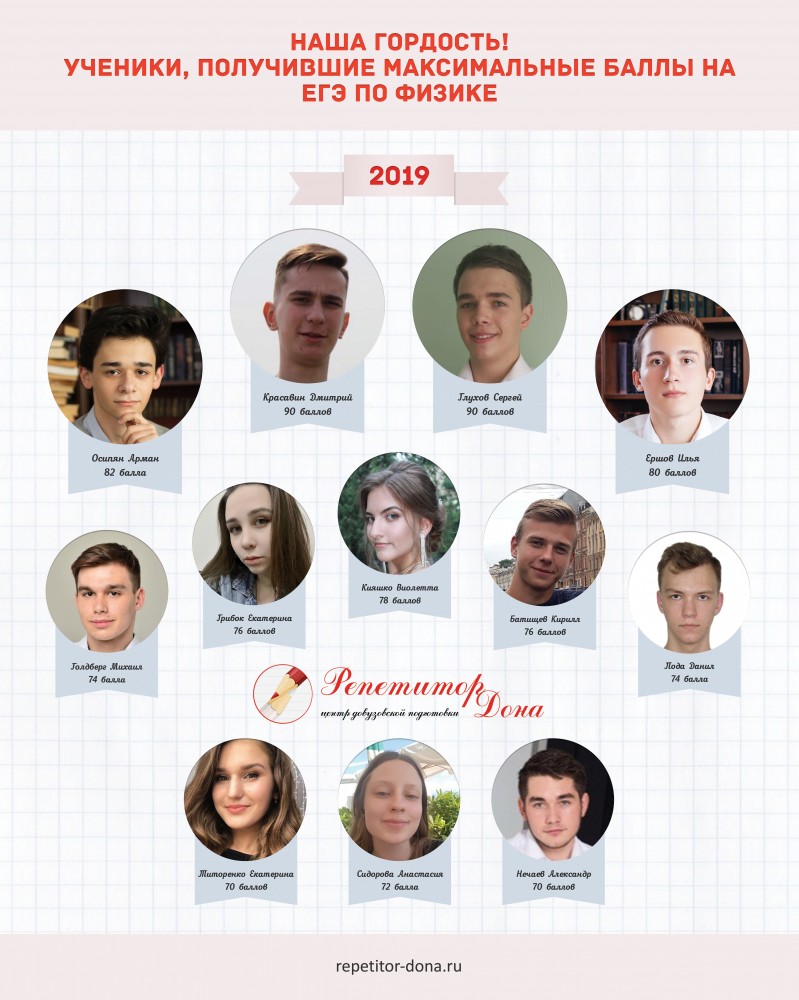 НАША ГОРДОСТЬ!
УЧЕНИКИ, ПОЛУЧИВШИЕ МАКСИМАЛЬНЫЕ БАЛЛЫ НА
ЕГЭ ПО ФИЗИКЕ
2019
Красавин Дмитрий
90 баллов
Глухов Сергей
90 баллов
Осипян Арман
82 балла
Ершов Илья
80 баллов
Кияшко Виолетта
78 баллов
Грибок Екатерина
76 баллов
Батищев Кирилл
76 баллов
Голдберг Михаил
74 балла
Лода Данил
74 балла
Репетитор
Дона
центр довузовской подготовки
Титоренко Екатерина
70 баллов
Сидорова Анастасия
72 балла
Нечаев Александр
70 баллов
repetitor-dona.ru